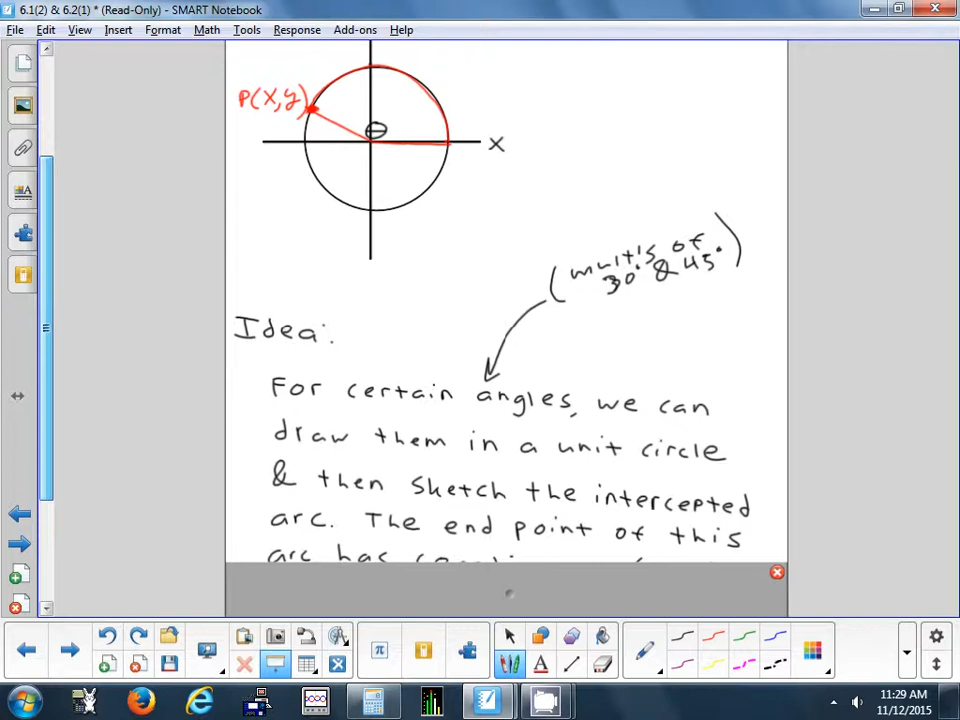 6.1(2) & 6.2(1) * (Read-Only) - SMART Notebook
File Edit View Insert Format Math Tools Response Add-ons Help
P(x,y)
θ
x
(mult's of
30° & 45°)
Idea:
For certain angles, we can
draw them in a unit circle
& then sketch the intercepted
arc. The end point of this
arc has
π
A
11:29 AM
11/12/2015